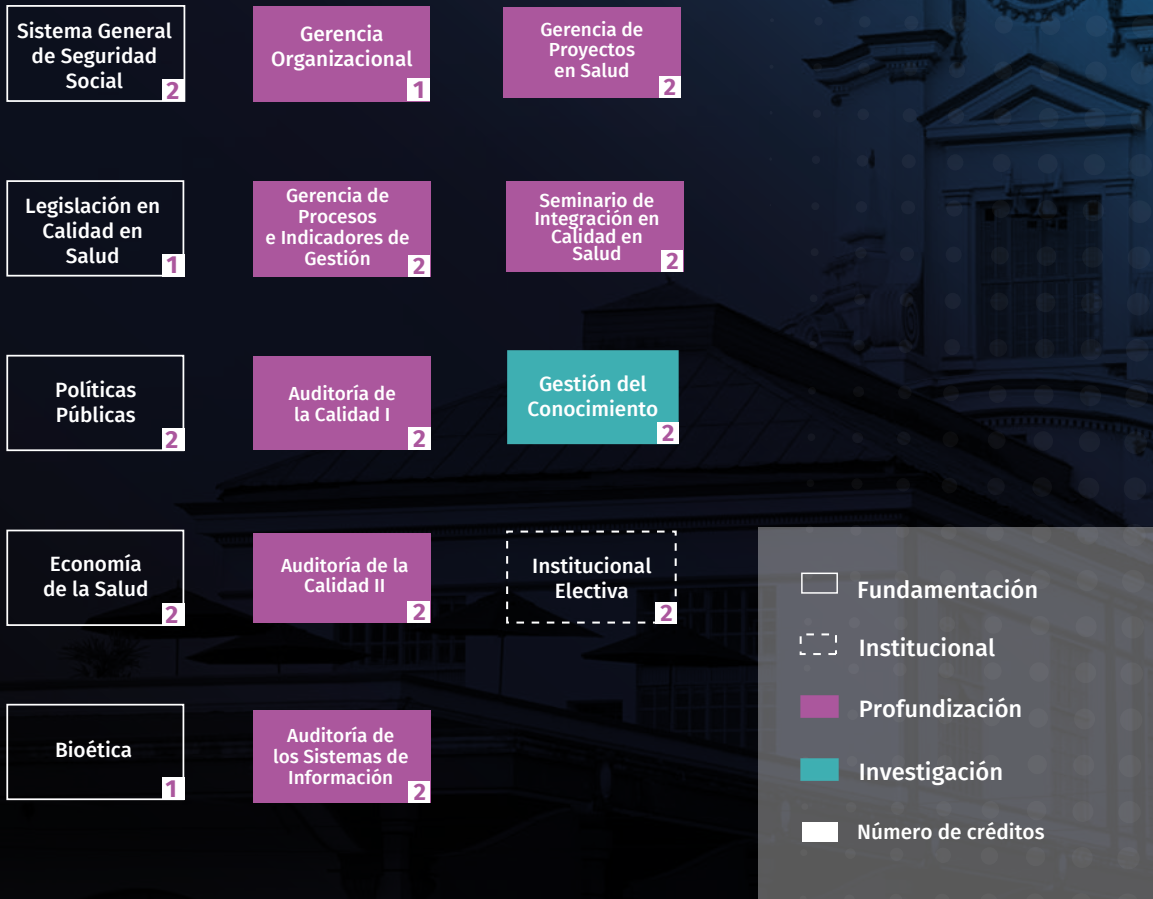 Sistema General
de Seguridad
Social
2
Gerencia
Organizacional
1
Gerencia de
Proyectos
en Salud
2
Legislación en
Calidad en
Salud
1
Gerencia de
Procesos
e Indicadores de
Gestión
2
Seminario de
Integración en
Calidad en
Salud
2
Políticas
Públicas
2
Auditoría de
la Calidad I
2
Gestión del
Conocimiento
2
Economía
de la Salud
2
Auditoría de la
Calidad II
2
Institucional
Electiva
2
Bioética
1
Auditoría de
los Sistemas de
Información
2
Fundamentación
Institucional
Profundización
Investigación
Número de créditos